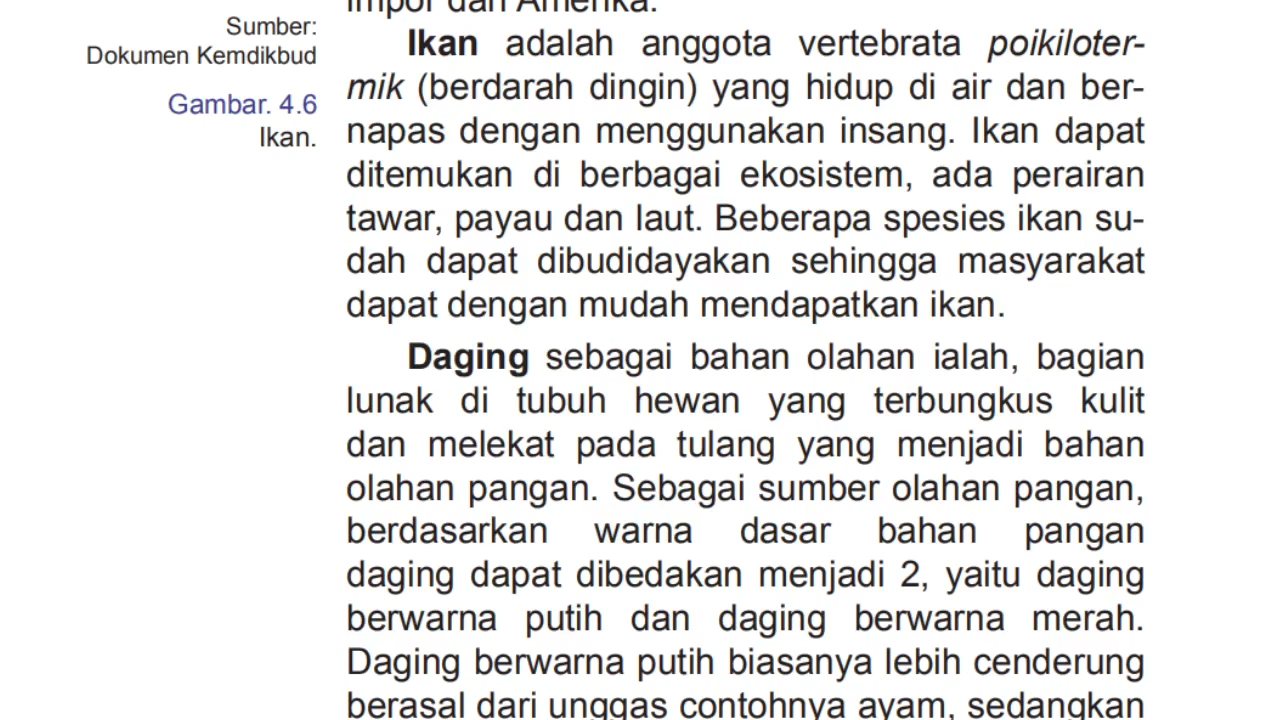 Sumber:
Dokumen Kemdikbud
Gambar. 4.6
Ikan.
impor dari Amerika.
Ikan adalah anggota vertebrata poikiloter-
mik (berdarah dingin) yang hidup di air dan ber-
napas dengan menggunakan insang. Ikan dapat
ditemukan di berbagai ekosistem, ada perairan
tawar, payau dan laut. Beberapa spesies ikan su-
dah dapat dibudidayakan sehingga masyarakat
dapat dengan mudah mendapatkan ikan.
Daging sebagai bahan olahan ialah, bagian
lunak di tubuh hewan yang terbungkus kulit
dan melekat pada tulang yang menjadi bahan
olahan pangan. Sebagai sumber olahan pangan,
berdasarkan warna dasar bahan pangan
daging dapat dibedakan menjadi 2, yaitu daging
berwarna putih dan daging berwarna merah.
Daging berwarna putih biasanya lebih cenderung
berasal dari unggas contohnya ayam, sedangkan